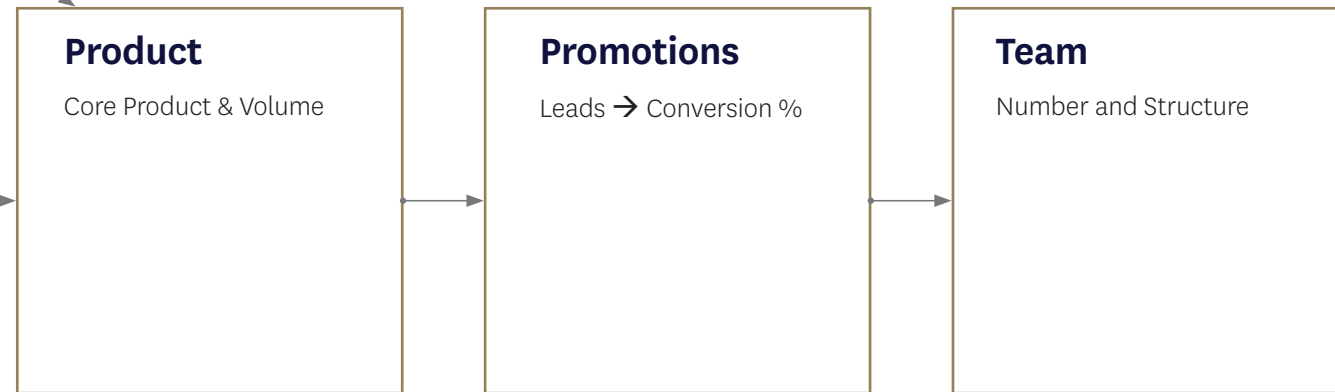 Product
Core Product & Volume
Promotions
Leads → Conversion %
Team
Number and Structure